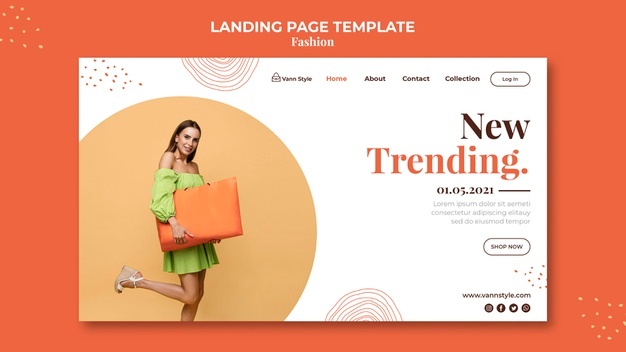 LANDING PAGE TEMPLATE
Fashion
Vann Style
Home
About
Contact
Collection
Log In
New
Trending.
01.05.2021
Lorem ipsum dolor sit ameti
consectetur adipiscing elitauy
sed do eiusmod tempor
SHOP NOW
www.vannstyle.com